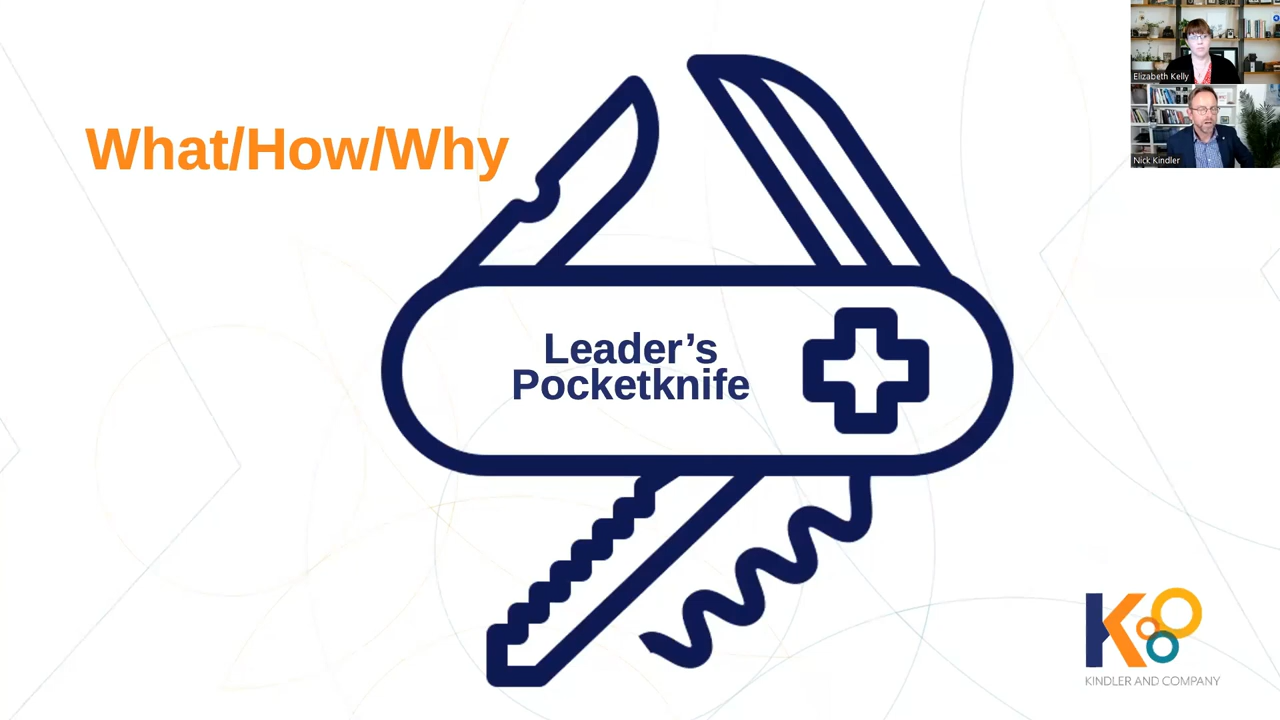 What/How/Why
Leader’s
Pocketknife
Elizabeth Kelly
Nick Kindler
K
KINDLER AND COMPANY